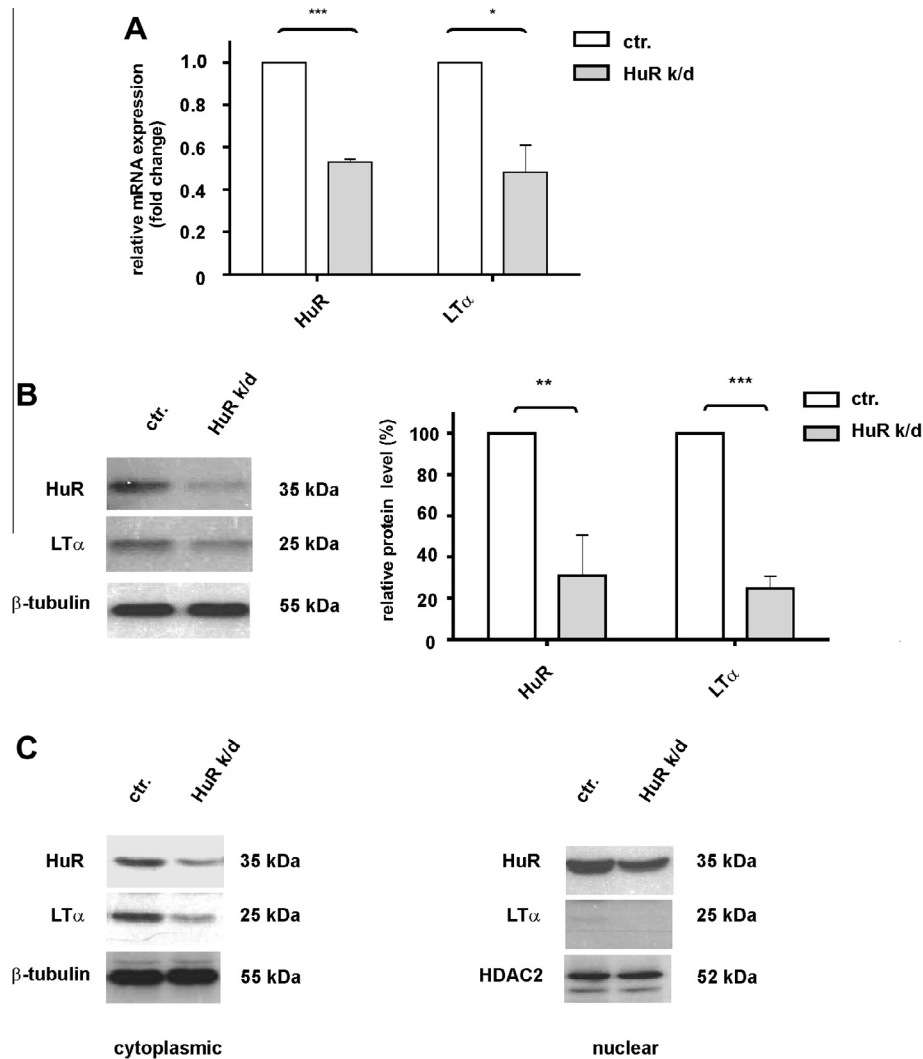 A
*** *
ctr.
HuR k/d
relative mRNA expression
(fold change)
1.0
0.8
0.6
0.4
0.2
0
HuR LTα
B
ctr. HuR k/d
HuR 35 kDa
LTα 25 kDa
β-tubulin 55 kDa
** ***
ctr.
HuR k/d
relative protein level (%)
100
80
60
40
20
0
HuR LTα
C
ctr. HuR k/d
HuR 35 kDa
LTα 25 kDa
β-tubulin 55 kDa
cytoplasmic
ctr. HuR k/d
HuR 35 kDa
LTα 25 kDa
HDAC2 52 kDa
nuclear